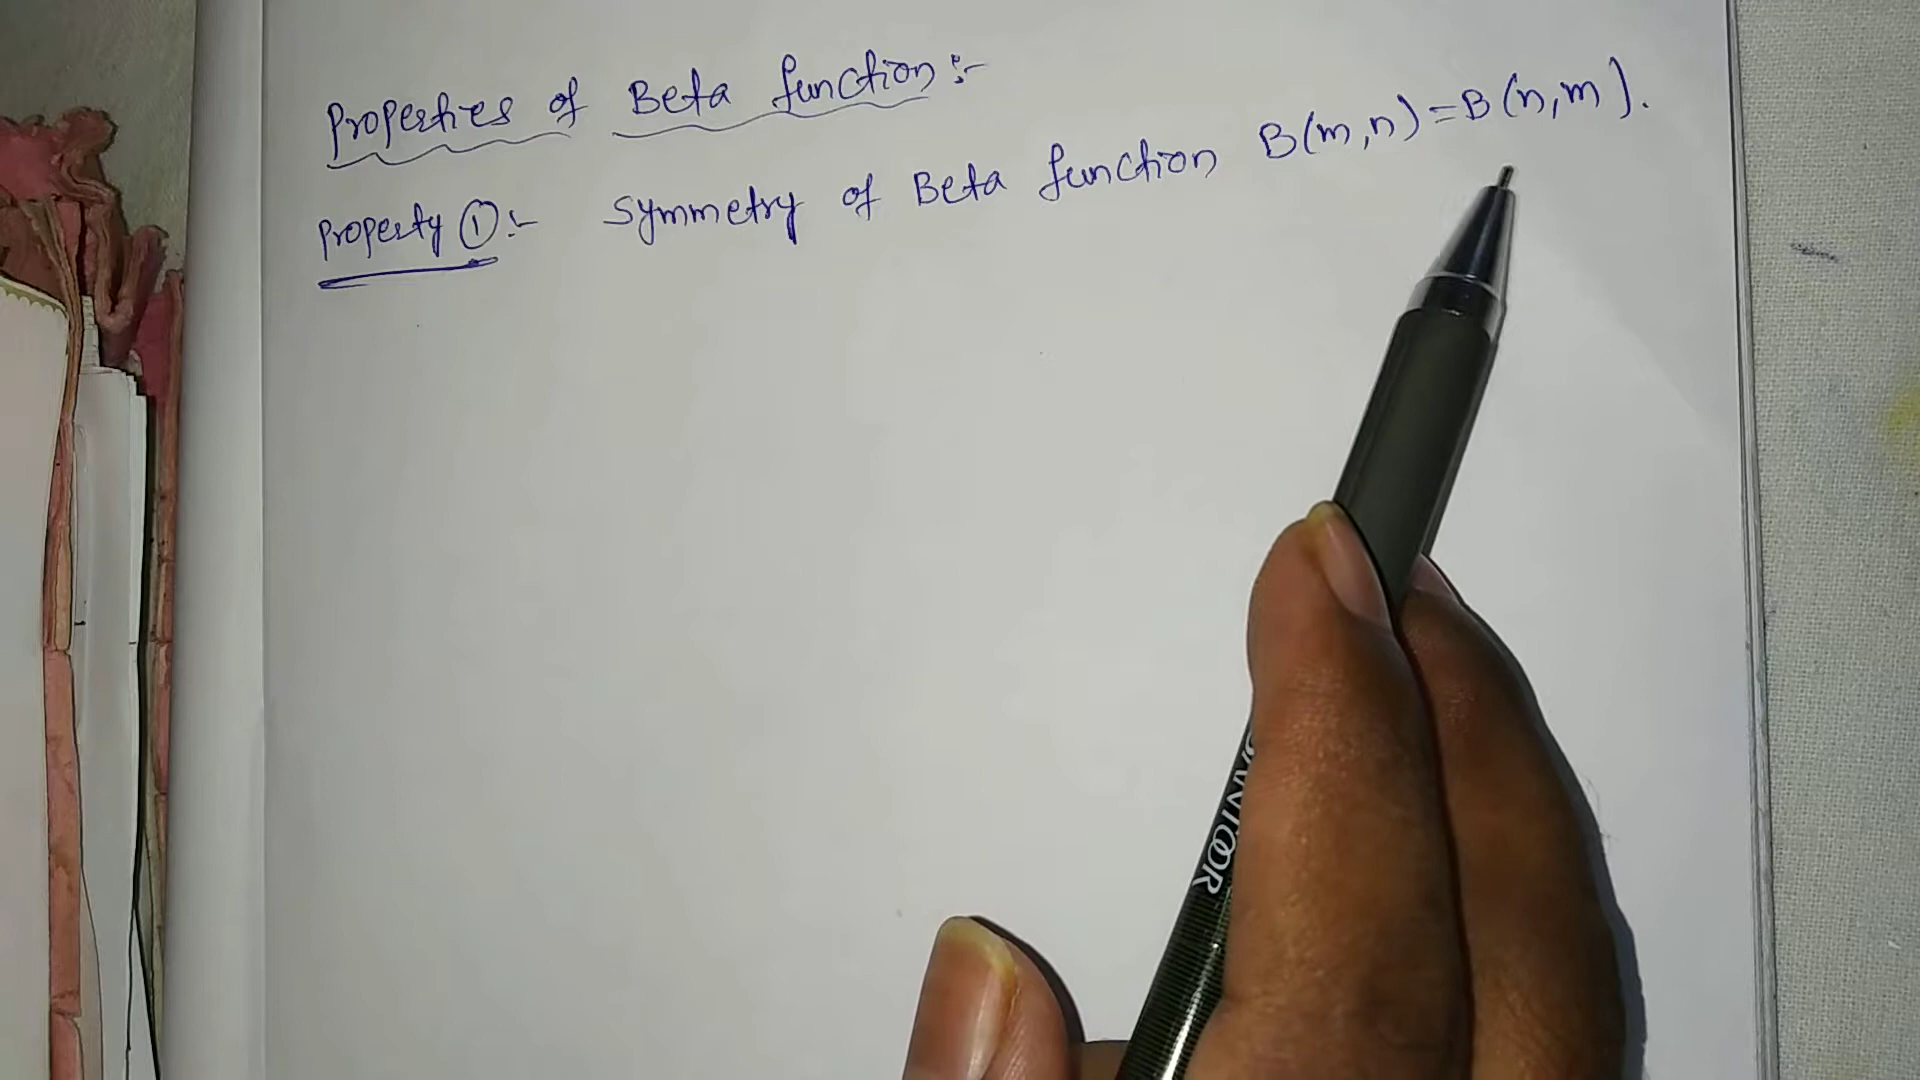 Properties of Beta function :-
Property ① :- Symmetry of Beta function B(m,n) = B(n,m).